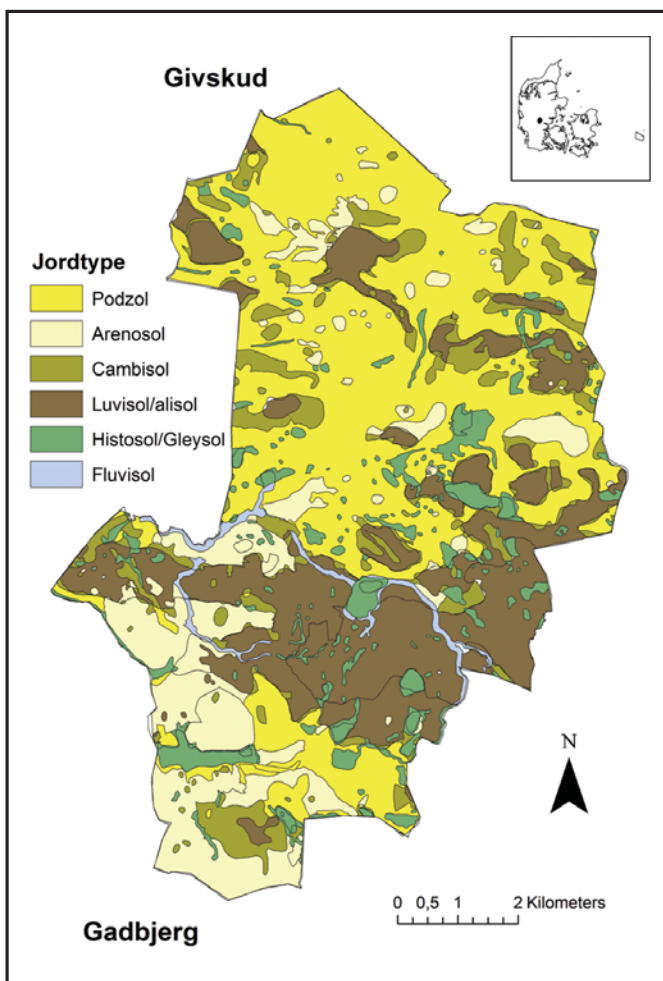 Givskud
Jordtype
Podzol
Arenosol
Cambisol
Luvisol/alisol
Histosol/Gleysol
Fluvisol
N
0 0,5 1 2 Kilometers
Gadbjerg